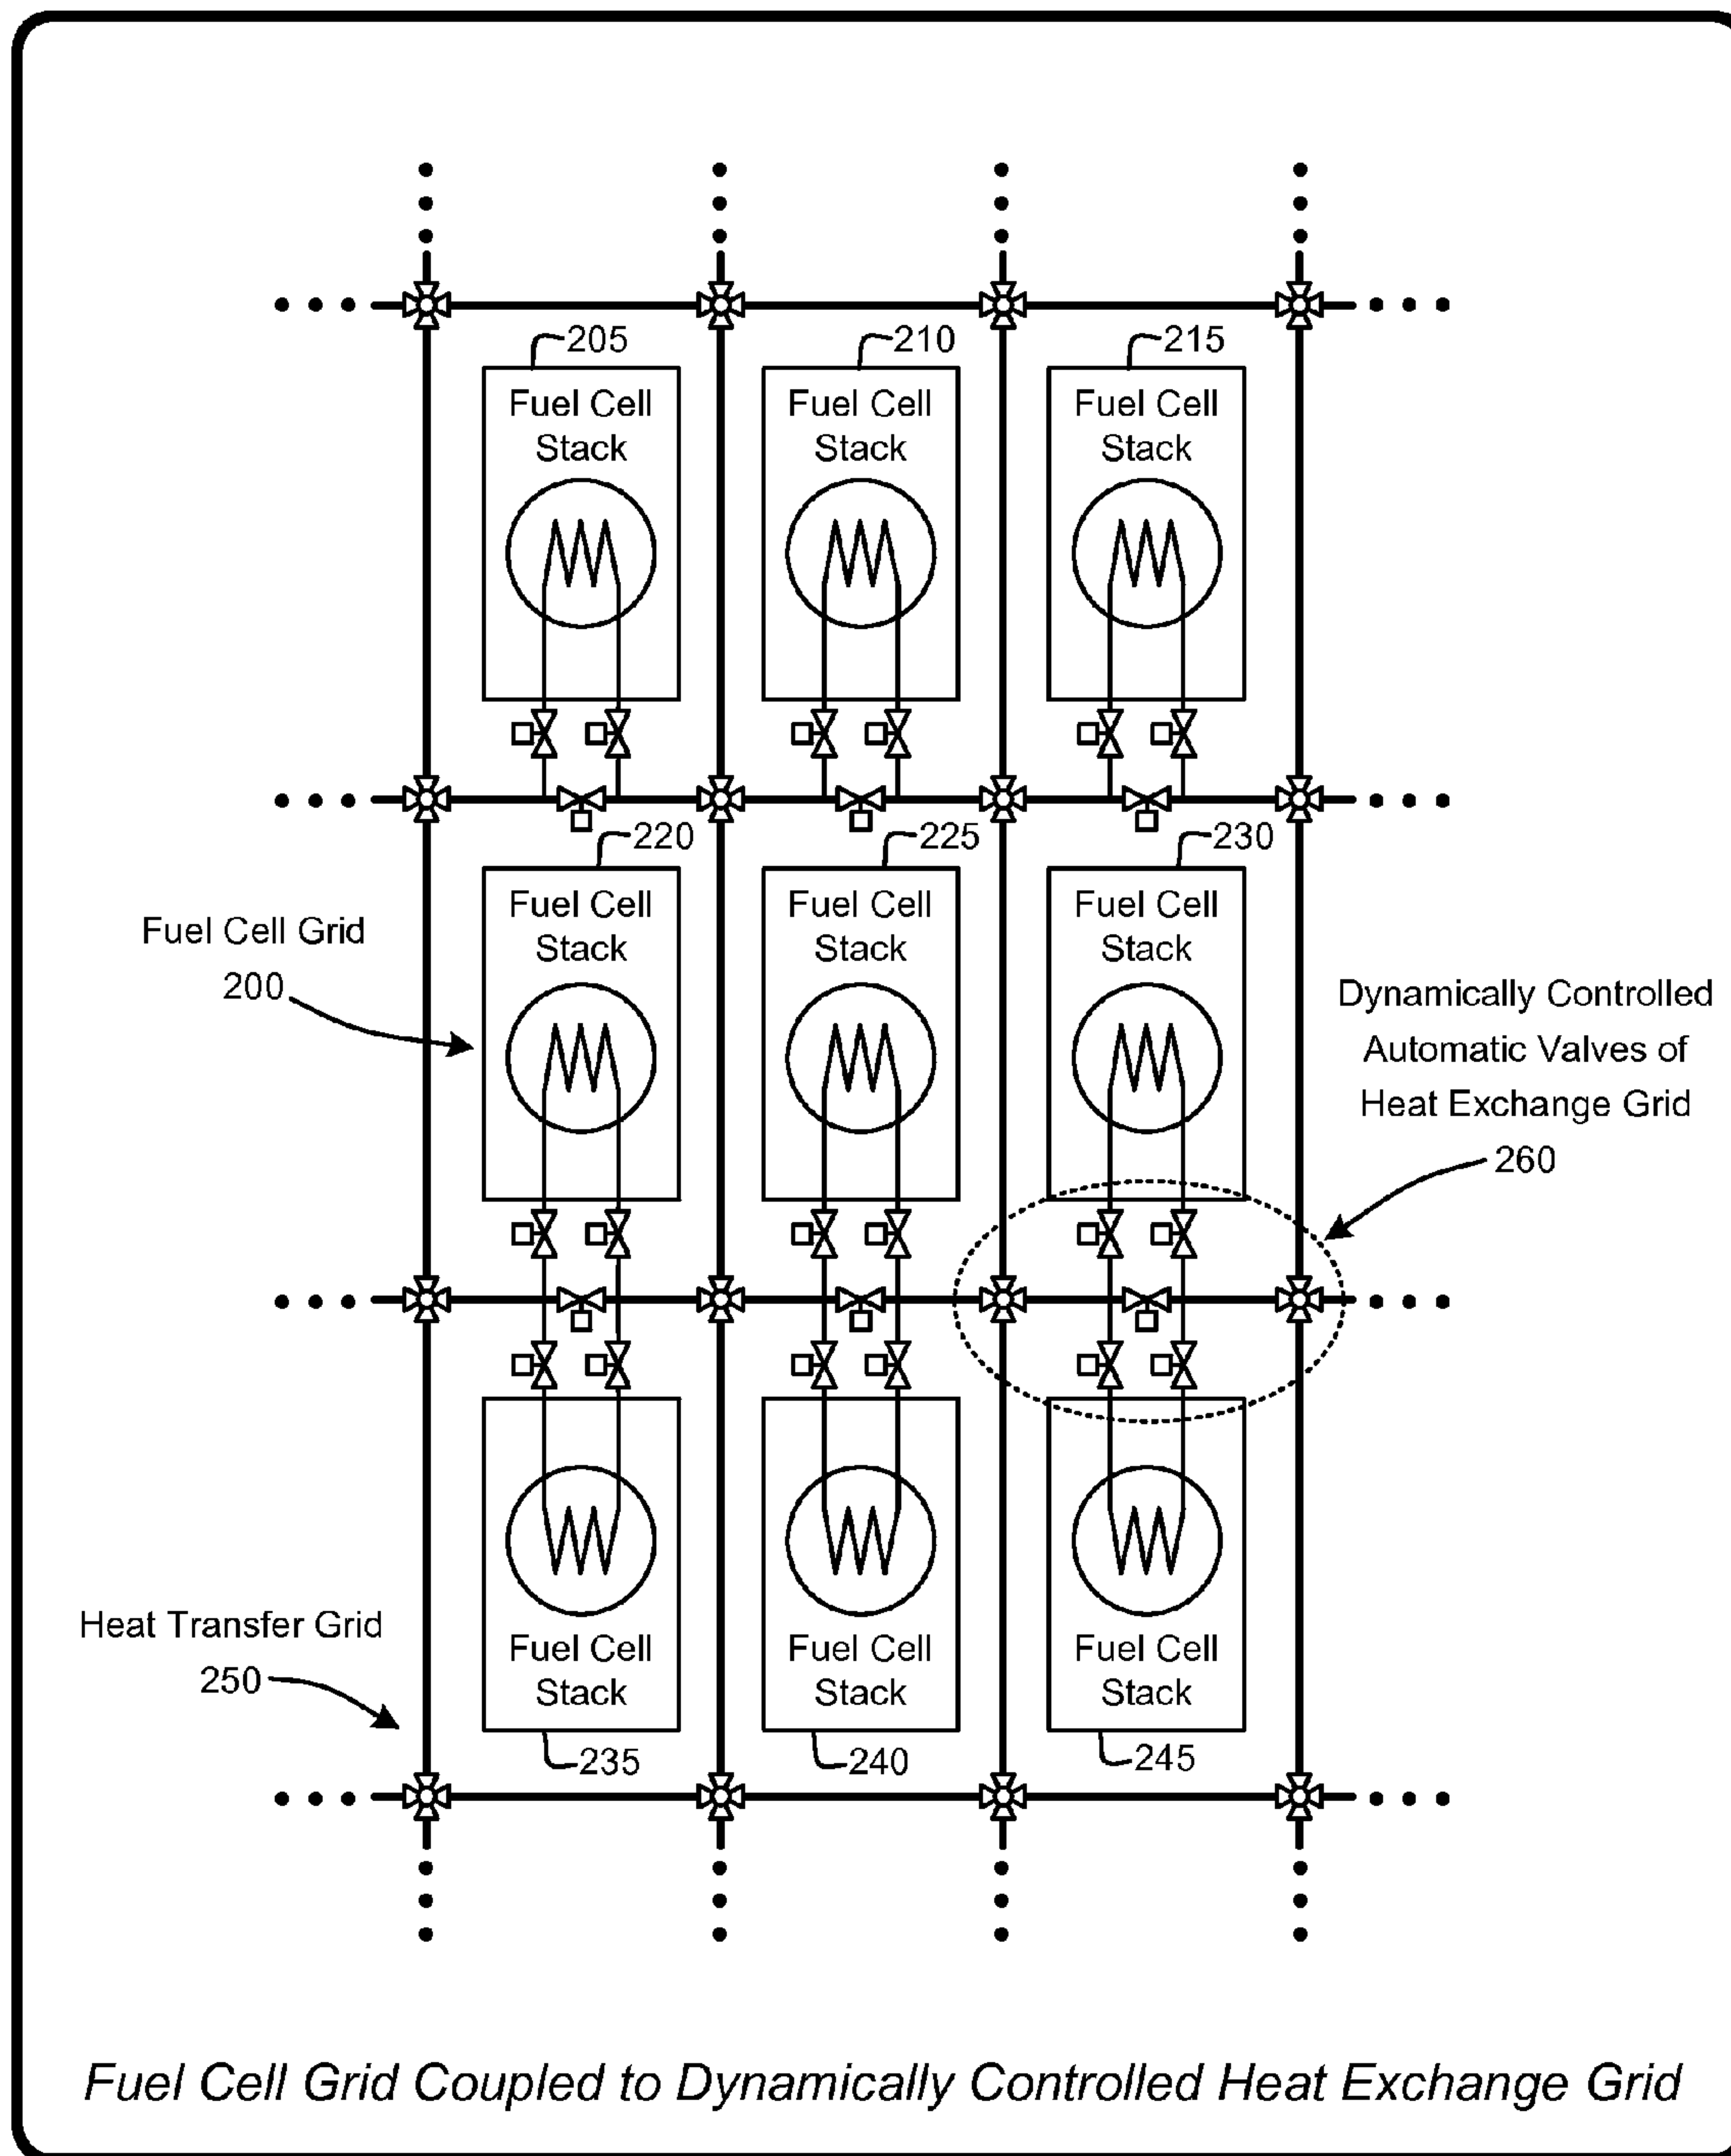 205
210
215
Fuel Cell
Stack
Fuel Cell
Stack
Fuel Cell
Stack
220
225
230
Fuel Cell
Stack
Fuel Cell
Stack
Fuel Cell
Stack
Fuel Cell Grid
200
Dynamically Controlled
Automatic Valves of
Heat Exchange Grid
260
Heat Transfer Grid
250
Fuel Cell
Stack
Fuel Cell
Stack
Fuel Cell
Stack
235
240
245
Fuel Cell Grid Coupled to Dynamically Controlled Heat Exchange Grid